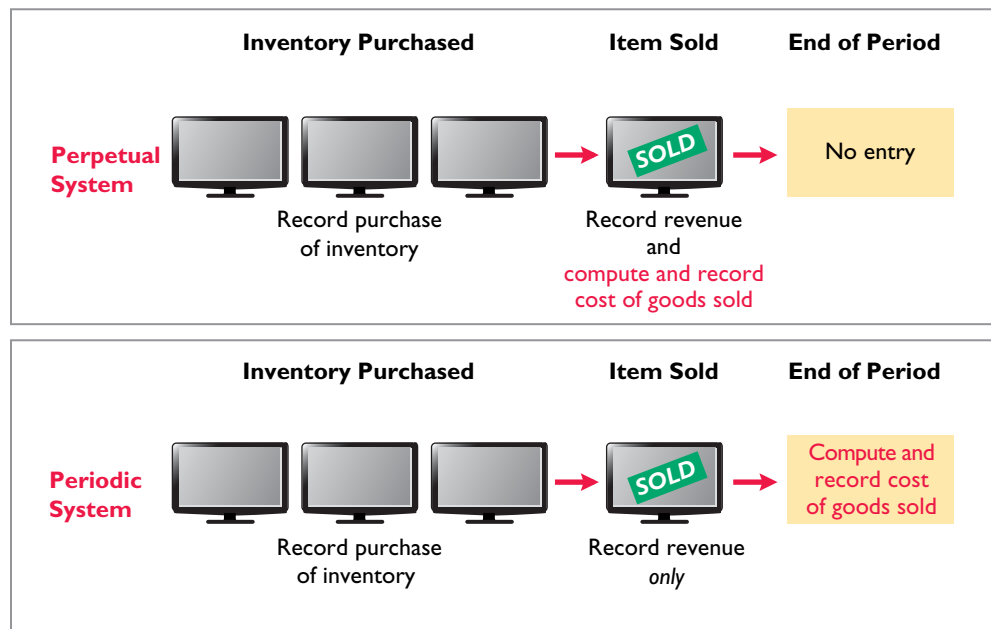 Inventory Purchased
Item Sold
End of Period
Perpetual
System
SOLD
No entry
Record purchase
of inventory
Record revenue
and
compute and record
cost of goods sold
Inventory Purchased
Item Sold
End of Period
Periodic
System
SOLD
Compute and
record cost
of goods sold
Record purchase
of inventory
Record revenue
only